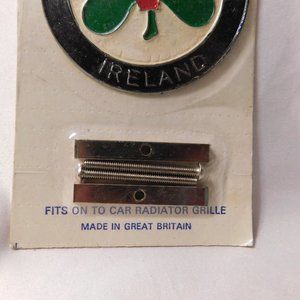 IRELAND
FITS ON TO CAR RADIATOR GRILLE
MADE IN GREAT BRITAIN